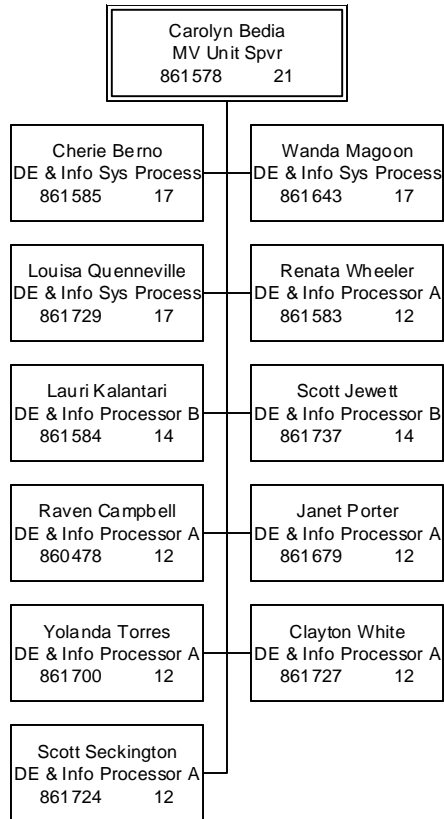 Carolyn Bedia
MV Unit Spvr
861578 21
Cherie Berno
DE & Info Sys Process
861585 17
Wanda Magoon
DE & Info Sys Process
861643 17
Louisa Quenneville
DE & Info Sys Process
861729 17
Renata Wheeler
DE & Info Processor A
861583 12
Lauri Kalantari
DE & Info Processor B
861584 14
Scott Jewett
DE & Info Processor B
861737 14
Raven Campbell
DE & Info Processor A
860478 12
Janet Porter
DE & Info Processor A
861679 12
Yolanda Torres
DE & Info Processor A
861700 12
Clayton White
DE & Info Processor A
861727 12
Scott Seckington
DE & Info Processor A
861724 12